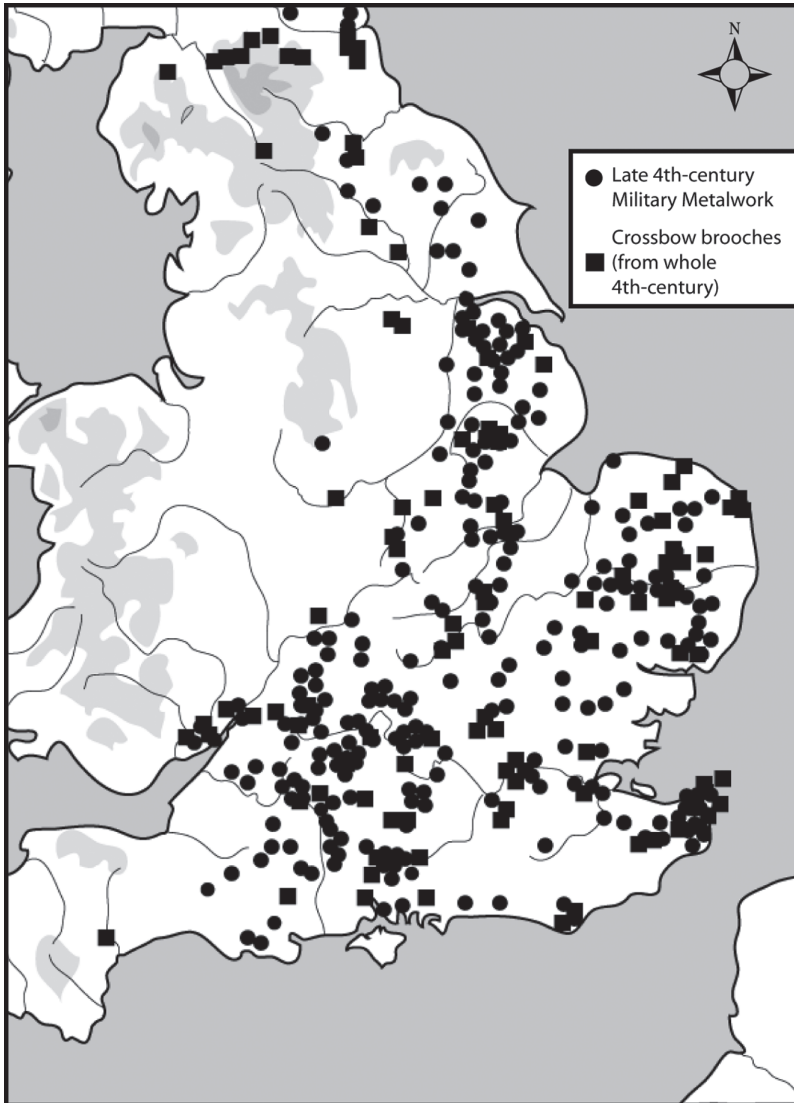 N
Late 4th-century
Military Metalwork
Crossbow brooches
(from whole
4th-century)